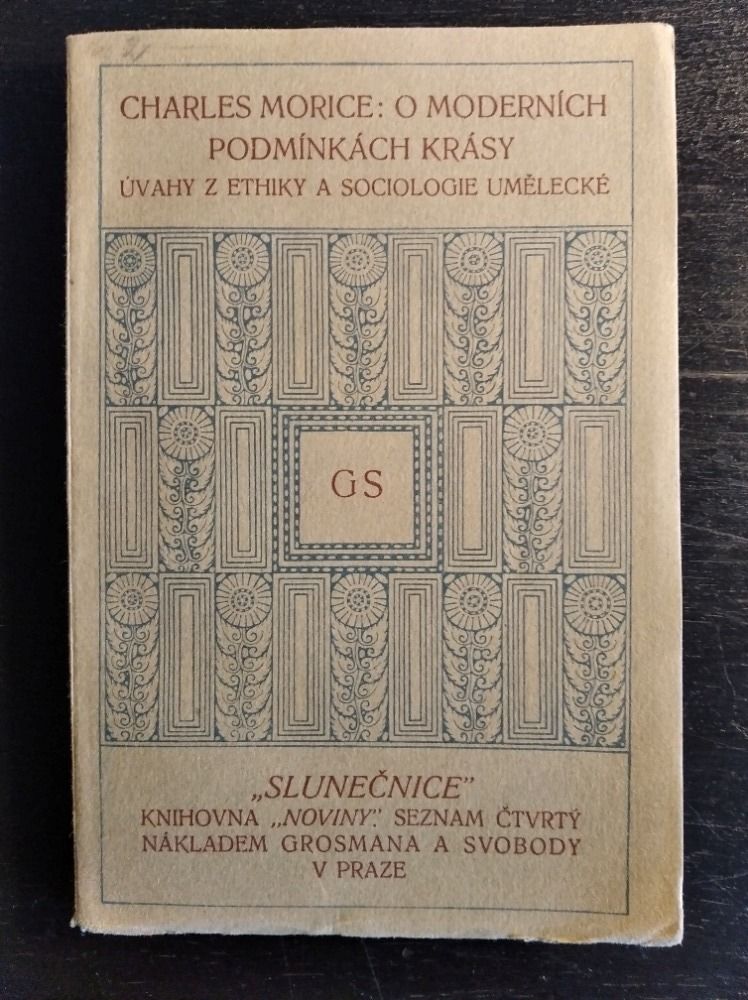 CHARLES MORICE: O MODERNÍCH
PODMÍNKÁCH KRÁSY
ÚVAHY Z ETHIKY A SOCIOLOGIE UMĚLECKÉ
GS
„SLUNEČNICE”
KNIHOVNA „NOVINY”. SEZNAM ČTVRTÝ
NÁKLADEM GROSMANA A SVOBODY
V PRAZE